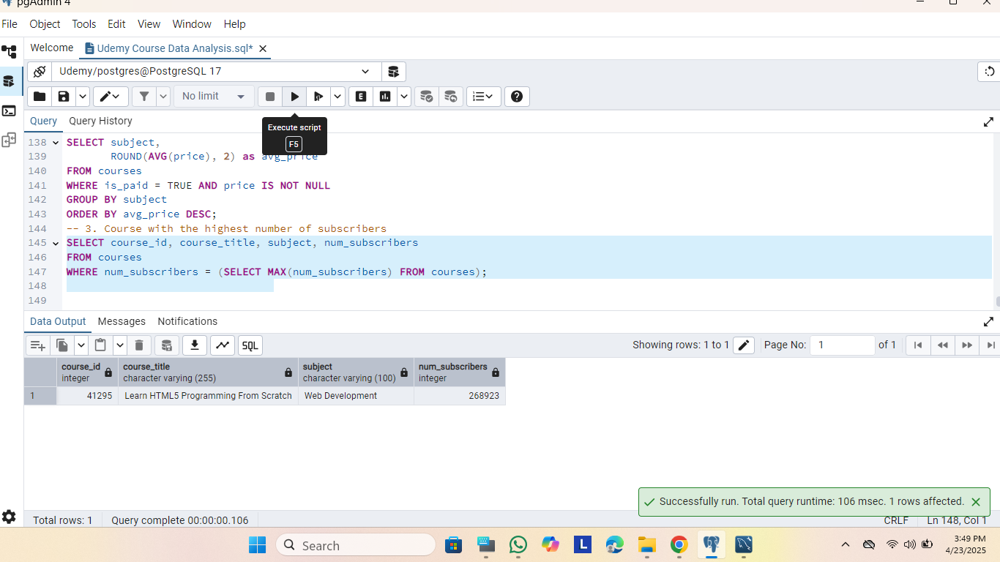 pgAdmin 4
File Object Tools Edit View Window Help
Welcome Udemy Course Data Analysis.sql*
Udemy/postgres@PostgreSQL 17
No limit E
Query Query History
Execute script
F5
138 SELECT subject,
139 ROUND(AVG(price), 2) as avg_price
140 FROM courses
141 WHERE is_paid = TRUE AND price IS NOT NULL
142 GROUP BY subject
143 ORDER BY avg_price DESC;
144 -- 3. Course with the highest number of subscribers
145 SELECT course_id, course_title, subject, num_subscribers
146 FROM courses
147 WHERE num_subscribers = (SELECT MAX(num_subscribers) FROM courses);
148
149
Data Output Messages Notifications
SQL Showing rows: 1 to 1 Page No: 1 of 1
course_id course_title subject num_subscribers
integer character varying (255) character varying (100) integer
1 41295 Learn HTML5 Programming From Scratch Web Development 268923
Successfully run. Total query runtime: 106 msec. 1 rows affected.
Total rows: 1 Query complete 00:00:00.106 CRLF Ln 148, Col 1
Search L
3:49 PM
4/23/2025